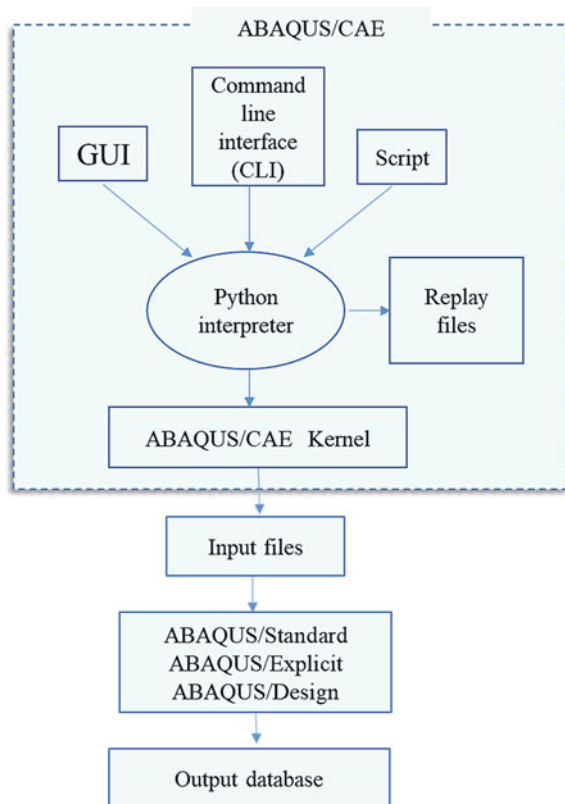 ABAQUS/CAE
Command
line
interface
(CLI)
GUI
Script
Python
interpreter
Replay
files
ABAQUS/CAE Kernel
Input files
ABAQUS/Standard
ABAQUS/Explicit
ABAQUS/Design
Output database